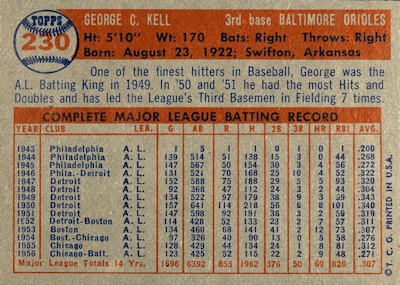 TOPPS
230
GEORGE C. KELL 3rd-base BALTIMORE ORIOLES
Ht: 5'10" Wt: 170 Bats: Right Throws: Right
Born: August 23, 1922; Swifton, Arkansas
One of the finest hitters in Baseball, George was the
A.L. Batting King in 1949. In '50 and '51 he had the most Hits and
Doubles and has led the League's Third Basemen in Fielding 7 times.
COMPLETE MAJOR LEAGUE BATTING RECORD
YEAR CLUB LEA. G AB R H 2B 3B HR RBI AVG.
1943 Philadelphia A. L. 1 5 1 1 0 1 0 1 .200
1944 Philadelphia A. L. 139 514 51 138 15 3 0 44 .268
1945 Philadelphia A. L. 147 567 50 154 30 3 4 56 .272
1946 Phila.-Detroit A. L. 131 521 70 168 25 10 4 52 .322
1947 Detroit A. L. 152 588 75 188 29 5 5 93 .320
1948 Detroit A. L. 92 368 47 112 24 3 2 44 .304
1949 Detroit A. L. 134 522 97 179 38 9 3 59 .343
1950 Detroit A. L. 157 641 114 218 56 6 8 101 .340
1951 Detroit A. L. 147 598 92 191 36 3 2 59 .319
1952 Detroit-Boston A. L. 114 428 52 133 23 2 7 57 .311
1953 Boston A. L. 134 460 68 141 41 2 12 73 .307
1954 Bost.-Chicago A. L. 97 326 40 90 13 0 5 58 .276
1955 Chicago A. L. 128 429 44 134 24 1 8 81 .312
1956 Chicago-Balt. A. L. 123 425 52 115 22 2 9 48 .271
Major League Totals 14 Yrs. 1696 6392 853 1962 376 50 69 826 .307
© T. C. G. PRINTED IN U.S.A.